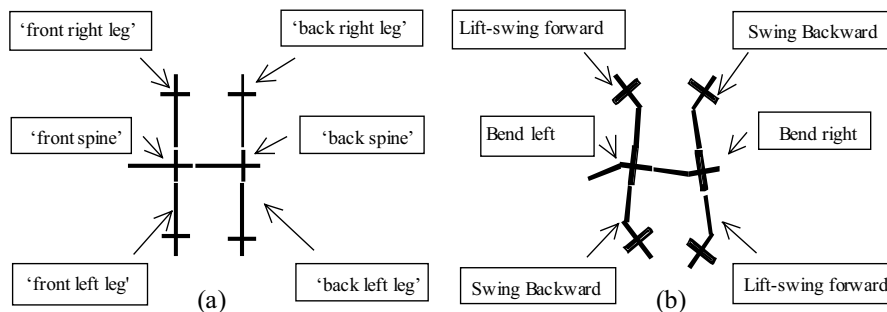 ‘front right leg’
‘back right leg’
‘front spine’
‘back spine’
‘front left leg'
‘back left leg’
(a)
Lift-swing forward
Swing Backward
Bend left
Bend right
Swing Backward
Lift-swing forward
(b)